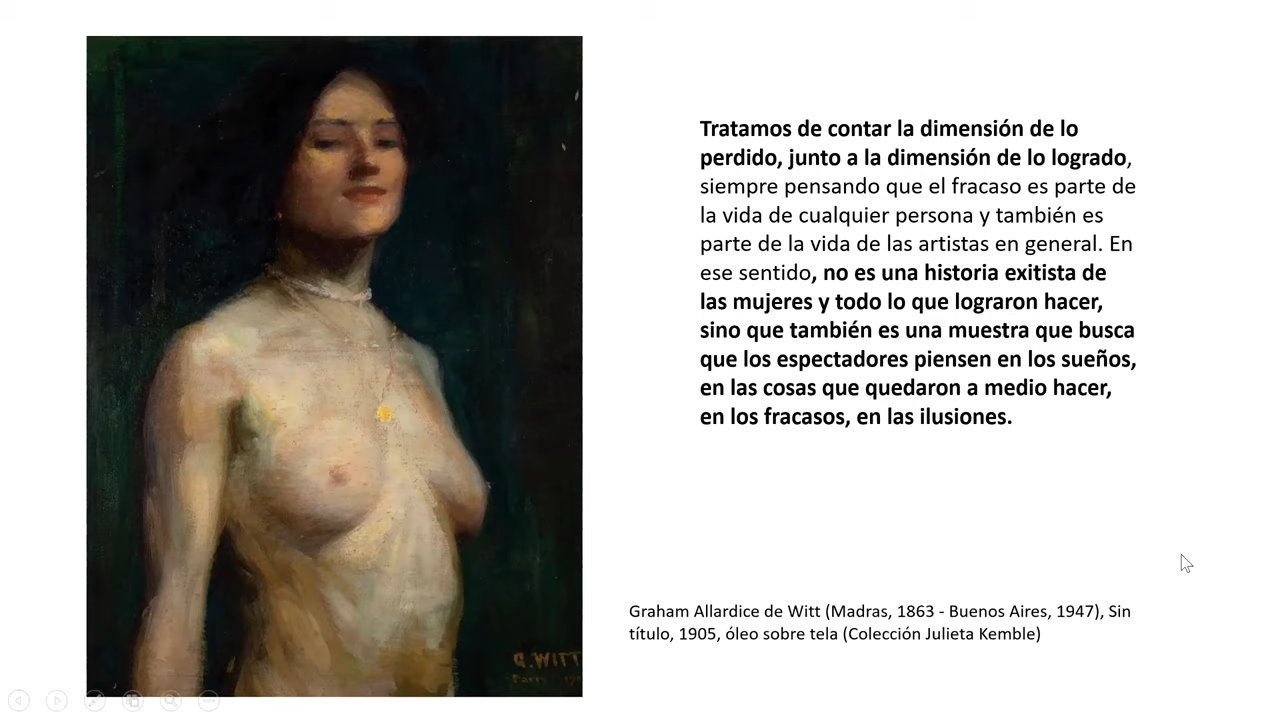 Tratamos de contar la dimensión de lo
perdido, junto a la dimensión de lo logrado,
siempre pensando que el fracaso es parte de
la vida de cualquier persona y también es
parte de la vida de las artistas en general. En
ese sentido, no es una historia exitista de
las mujeres y todo lo que lograron hacer,
sino que también es una muestra que busca
que los espectadores piensen en los sueños,
en las cosas que quedaron a medio hacer,
en los fracasos, en las ilusiones.
Graham Allardice de Witt (Madras, 1863 - Buenos Aires, 1947), Sin
título, 1905, óleo sobre tela (Colección Julieta Kemble)
G.WITT